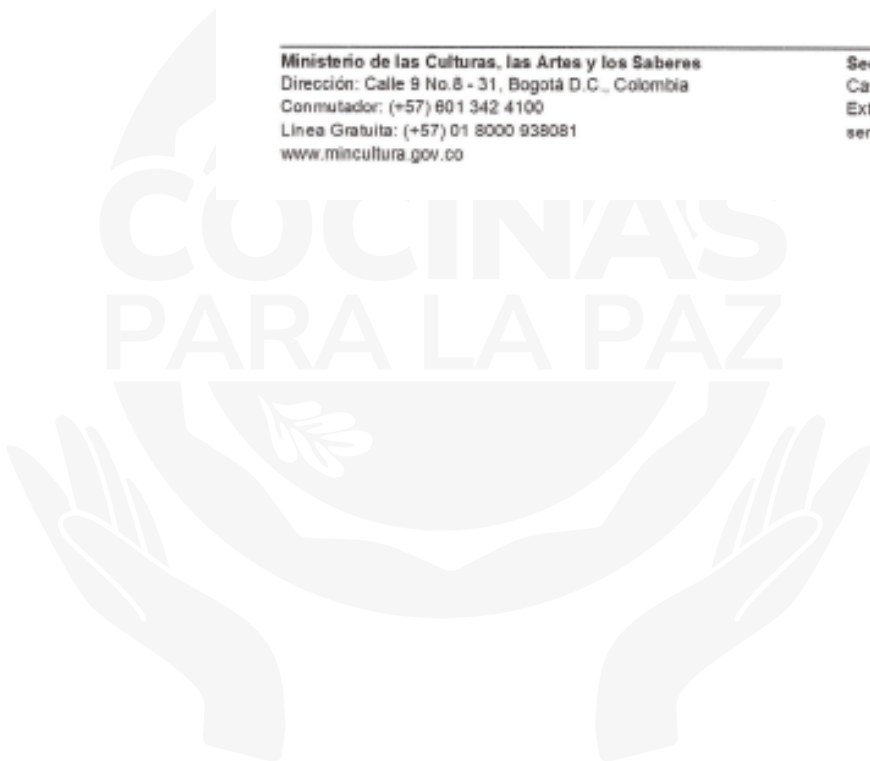 Ministerio de las Culturas, las Artes y los Saberes
Dirección: Calle 9 No.8 - 31, Bogotá D.C., Colombia
Conmutador: (+57) 601 342 4100
Línea Gratuita: (+57) 01 8000 938081
www.mincultura.gov.co
COCINAS
PARA LA PAZ